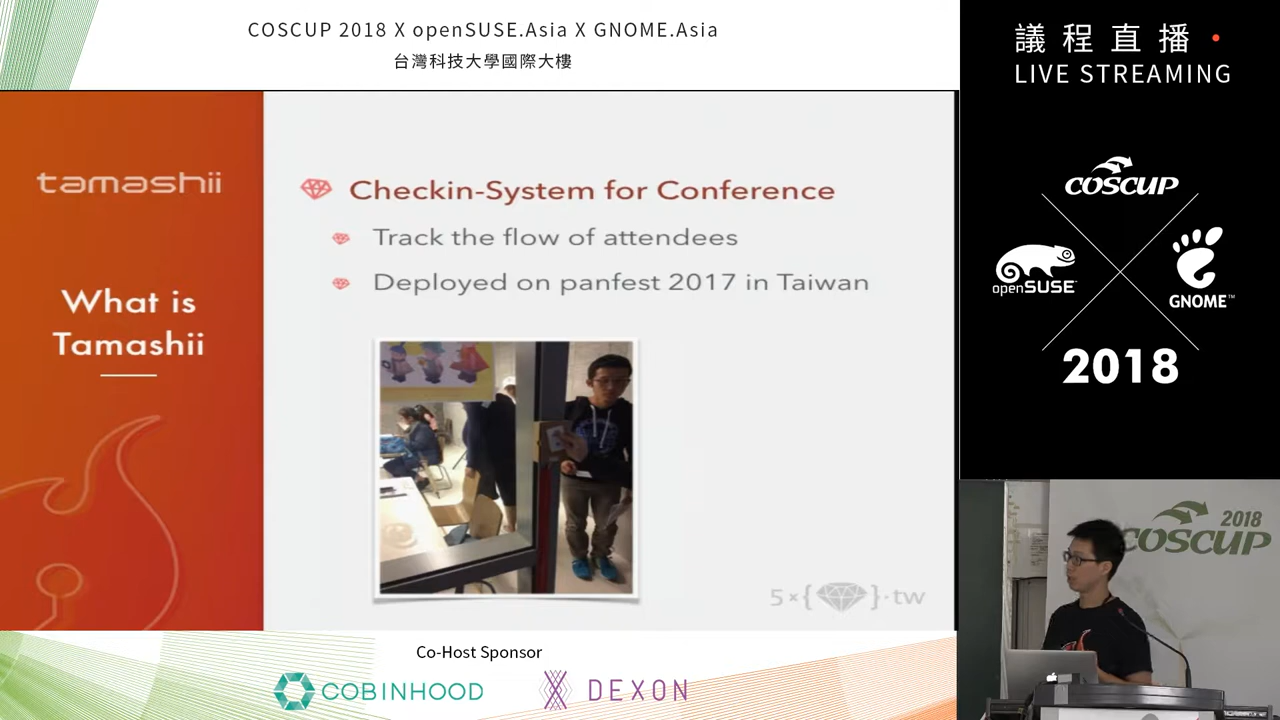 COSCUP 2018 X openSUSE.Asia X GNOME.Asia
台灣科技大學國際大樓
議程直播
LIVE STREAMING
COSCUP
openSUSE
GNOME™
2018
tamashii
What is
Tamashii
Checkin-System for Conference
Track the flow of attendees
Deployed on panfest 2017 in Taiwan
5×{ }·tw
2018
COSCUP
Co-Host Sponsor
COBINHOOD
DEXON